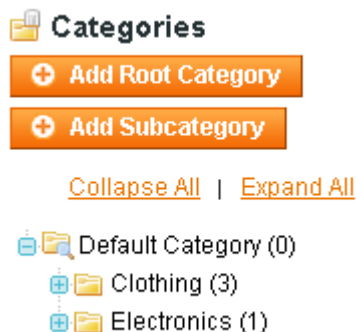 Categories
Add Root Category
Add Subcategory
Collapse All | Expand All
Default Category (0)
Clothing (3)
Electronics (1)